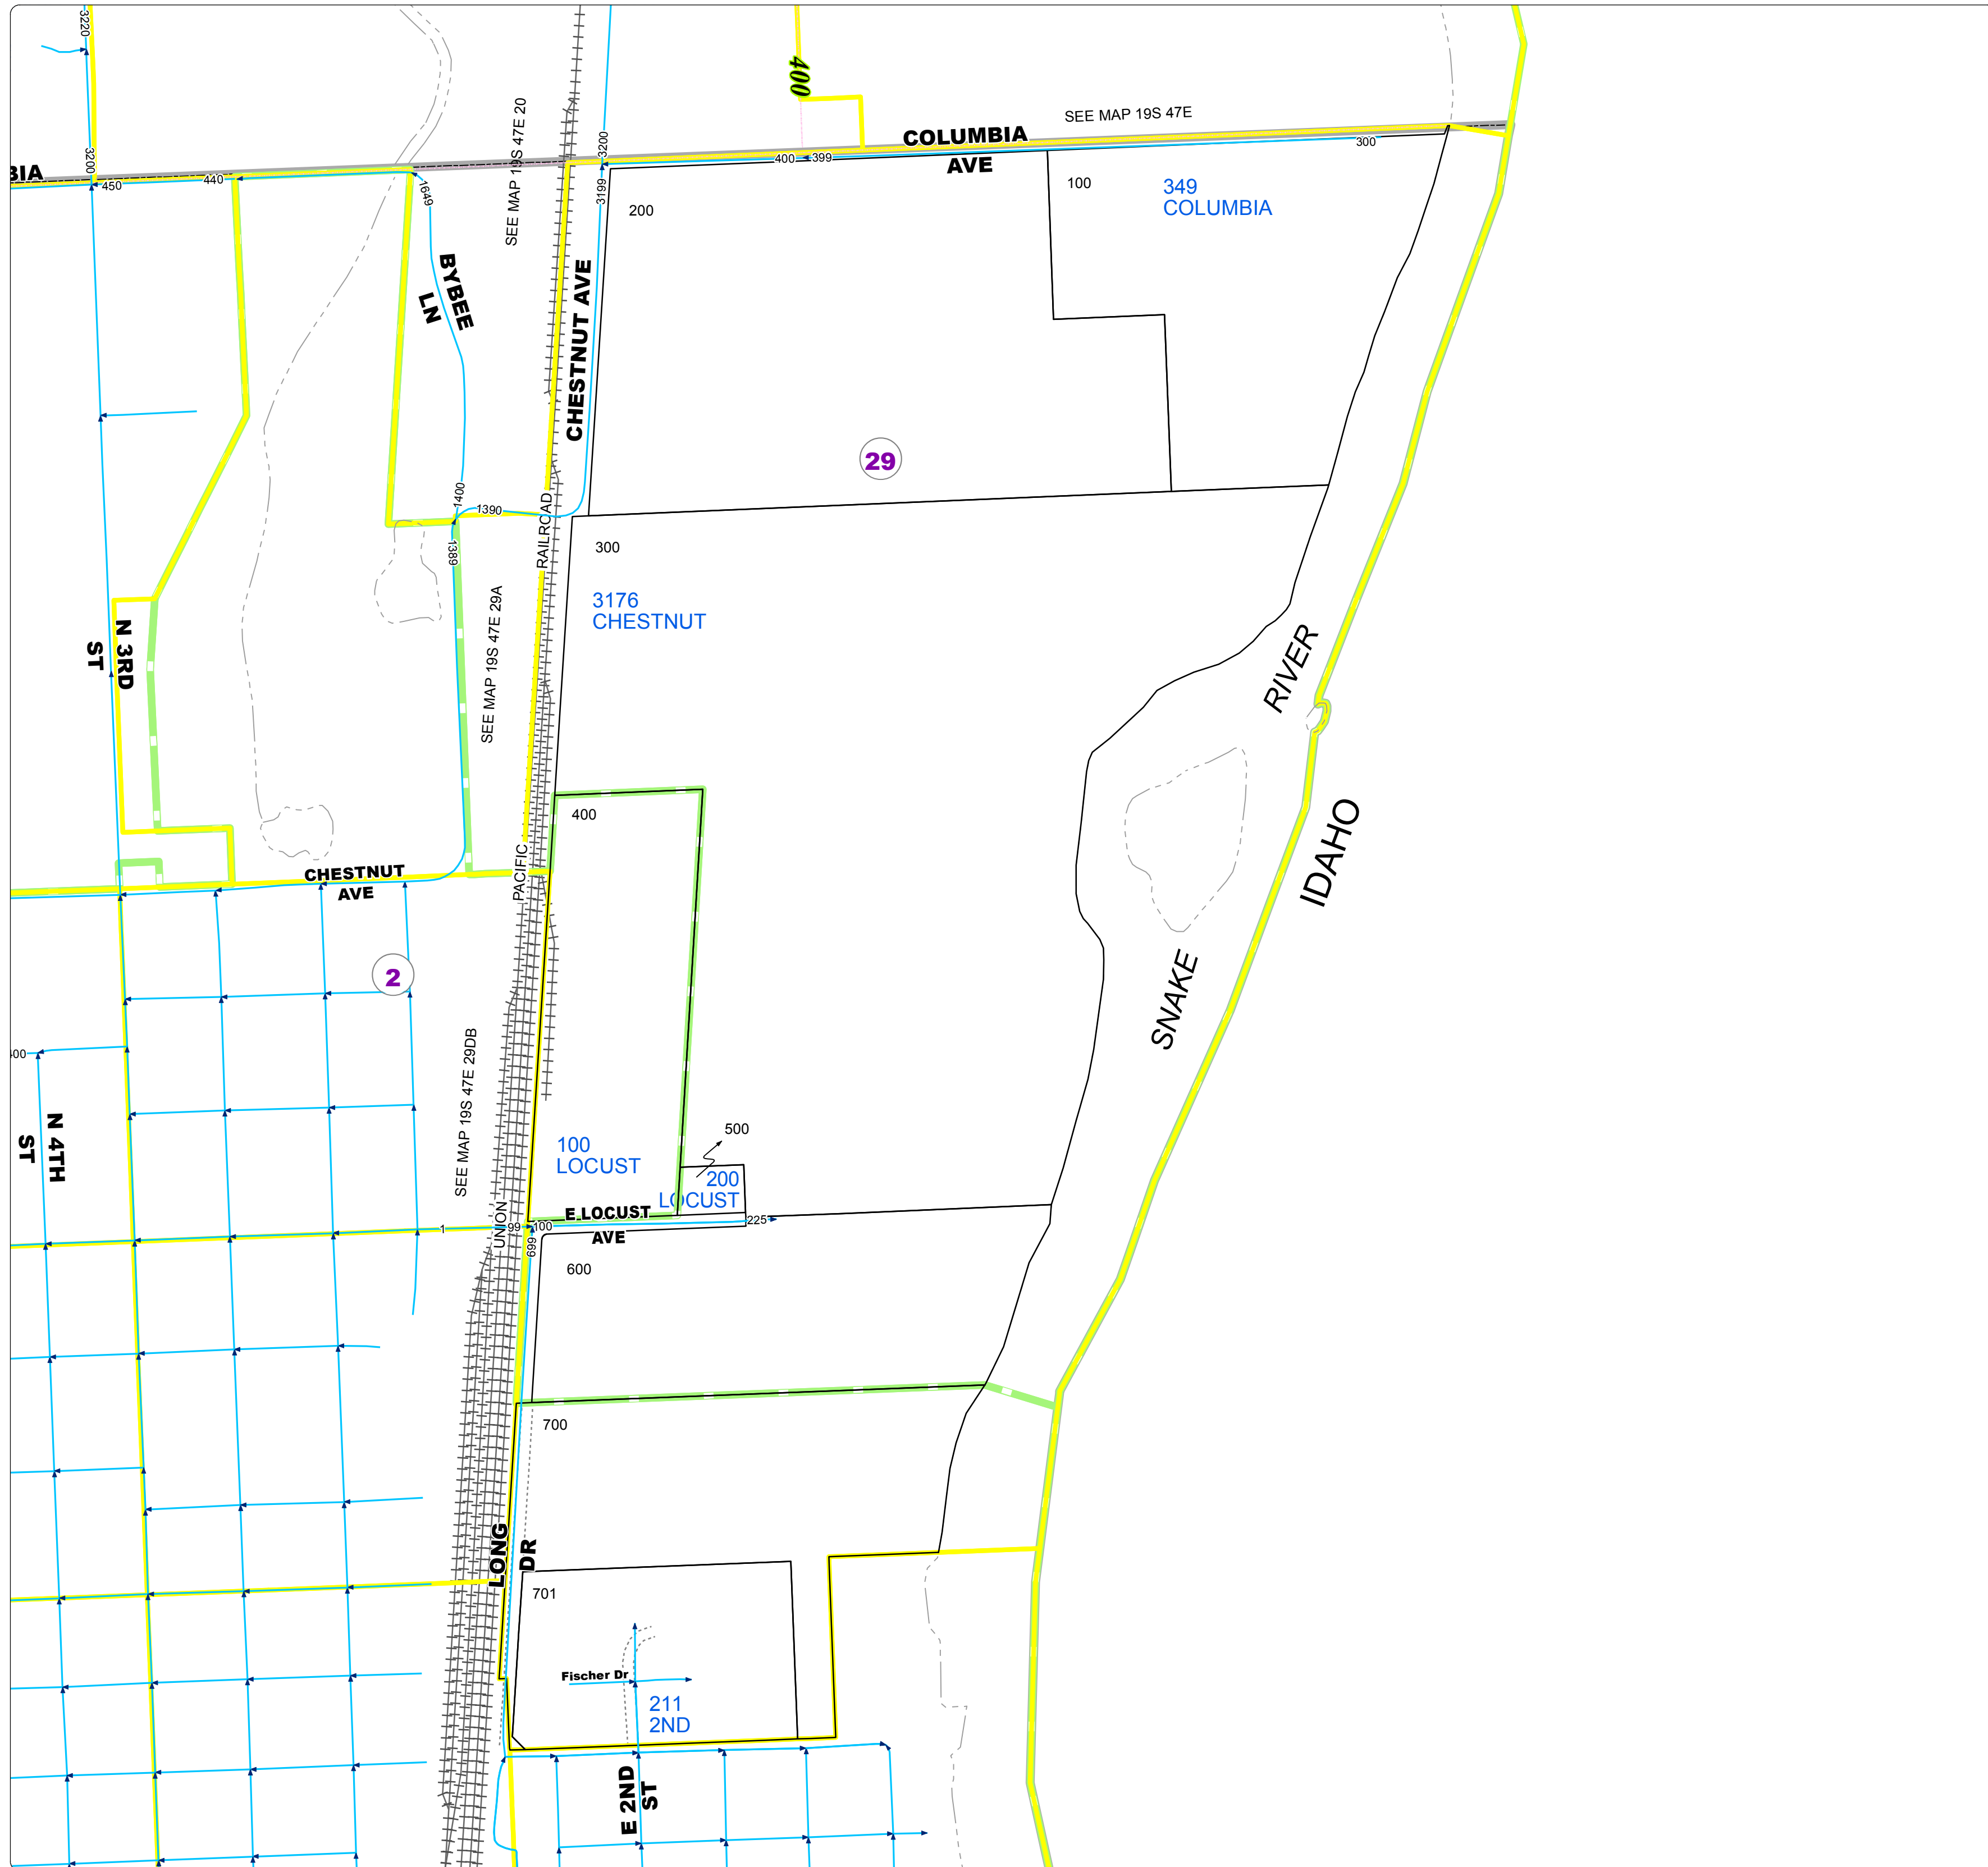 3220
400
SEE MAP 19S 47E 20
SEE MAP 19S 47E
COLUMBIA
AVE
3200
3200
400
399
300
BIA
450
440
1649
3199
200
100
349
COLUMBIA
BYBEE
LN
CHESTNUT AVE
29
1400
1390
1389
RAILROAD
300
3176
CHESTNUT
N 3RD
ST
SEE MAP 19S 47E 29A
RIVER
IDAHO
SNAKE
400
PACIFIC
CHESTNUT
AVE
2
SEE MAP 19S 47E 29DB
N 4TH
ST
500
100
LOCUST
200
LOCUST
UNION
1
99
100
E LOCUST
AVE
225
699
600
700
LONG
DR
701
Fischer Dr
211
2ND
E 2ND
ST